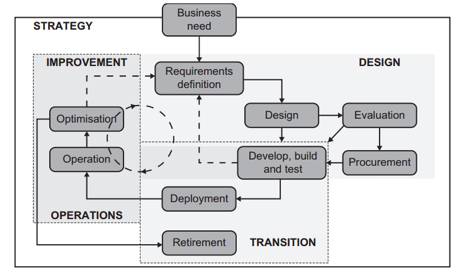 Business
need
STRATEGY
IMPROVEMENT
DESIGN
Requirements
definition
Optimisation
Design
Evaluation
Operation
Develop, build
and test
Procurement
Deployment
OPERATIONS
Retirement
TRANSITION